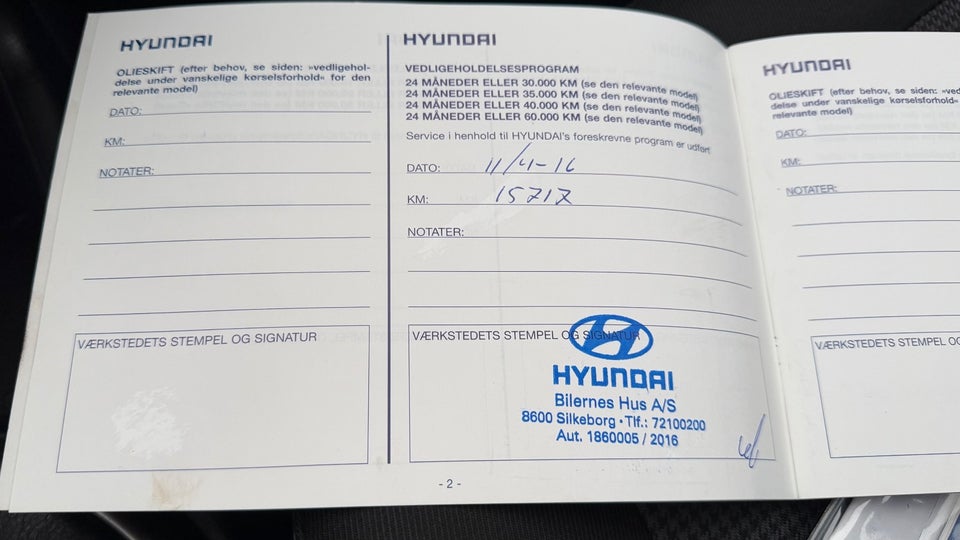 HYUNDAI
OLIESKIFT (efter behov, se siden: »vedligehol-
delse under vanskelige kørselsforhold« for den
relevante model)
DATO:
KM:
NOTATER:
VÆRKSTEDETS STEMPEL OG SIGNATUR
HYUNDAI
VEDLIGEHOLDELSESPROGRAM
24 MÅNEDER ELLER 30.000 KM (se den relevante model)
24 MÅNEDER ELLER 35.000 KM (se den relevante model)
24 MÅNEDER ELLER 40.000 KM (se den relevante model)
24 MÅNEDER ELLER 60.000 KM (se den relevante model)
Service i henhold til HYUNDAI's foreskrevne program er udført
DATO: 11/4-16
KM: 15717
NOTATER:
VÆRKSTEDETS STEMPEL OG SIGNATUR
HYUNDAI
Bilernes Hus A/S
8600 Silkeborg · Tlf.: 72100200
Aut. 1860005 / 2016
- 2 -
HYUNDAI
OLIESKIFT (efter behov, se siden: »ved
delse under vanskelige kørselsforhold«
relevante model)
DATO:
KM:
NOTATER:
VÆRKSTEDETS STEMPEL OG